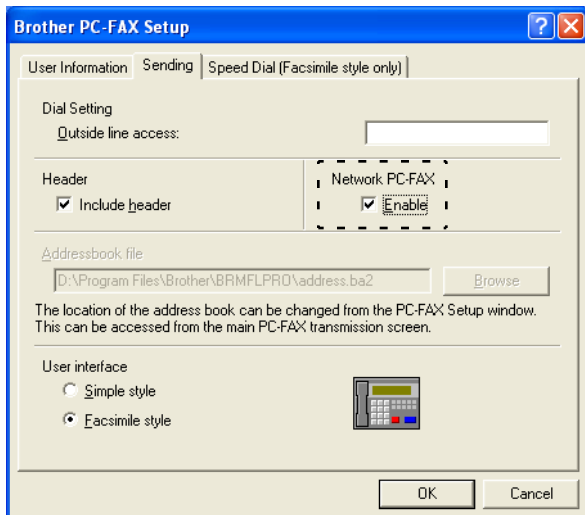 Brother PC-FAX Setup
User Information Sending Speed Dial (Facsimile style only)
Dial Setting
Outside line access:
Header Network PC-FAX
Include header Enable
Addressbook file
D:\Program Files\Brother\BRMFLPRO\address.ba2 Browse
The location of the address book can be changed from the PC-FAX Setup window.
This can be accessed from the main PC-FAX transmission screen.
User interface
Simple style
Facsimile style
OK Cancel